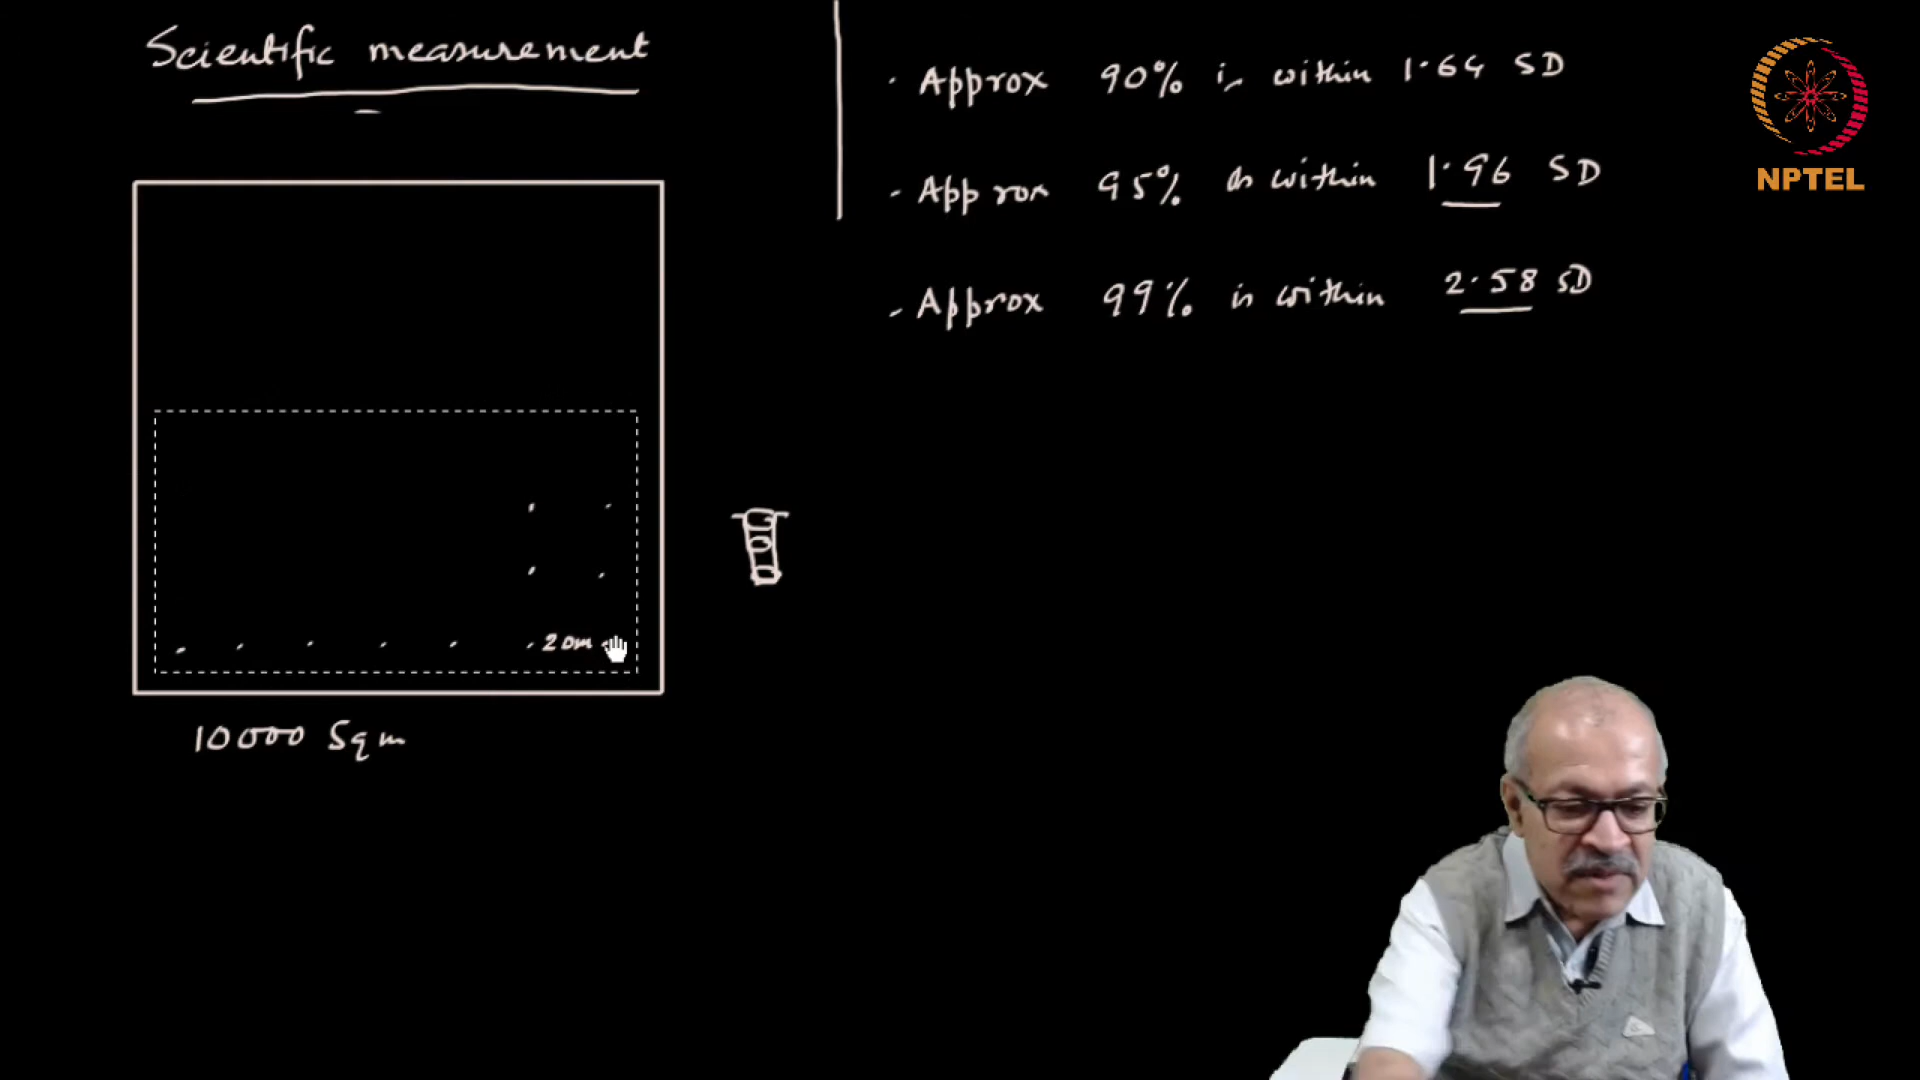 Scientific measurement
· Approx 90% is within 1.64 SD
- Approx 95% is within 1.96 SD
- Approx 99% is within 2.58 SD
NPTEL
20m
10000 Sqm